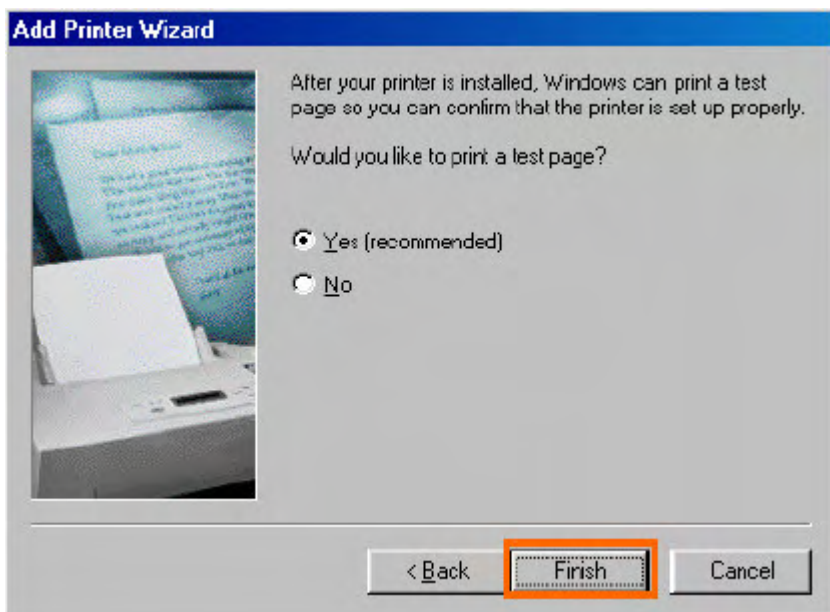 Add Printer Wizard
After your printer is installed, Windows can print a test
page so you can confirm that the printer is set up properly.
Would you like to print a test page?
Yes (recommended)
No
< Back
Finish
Cancel